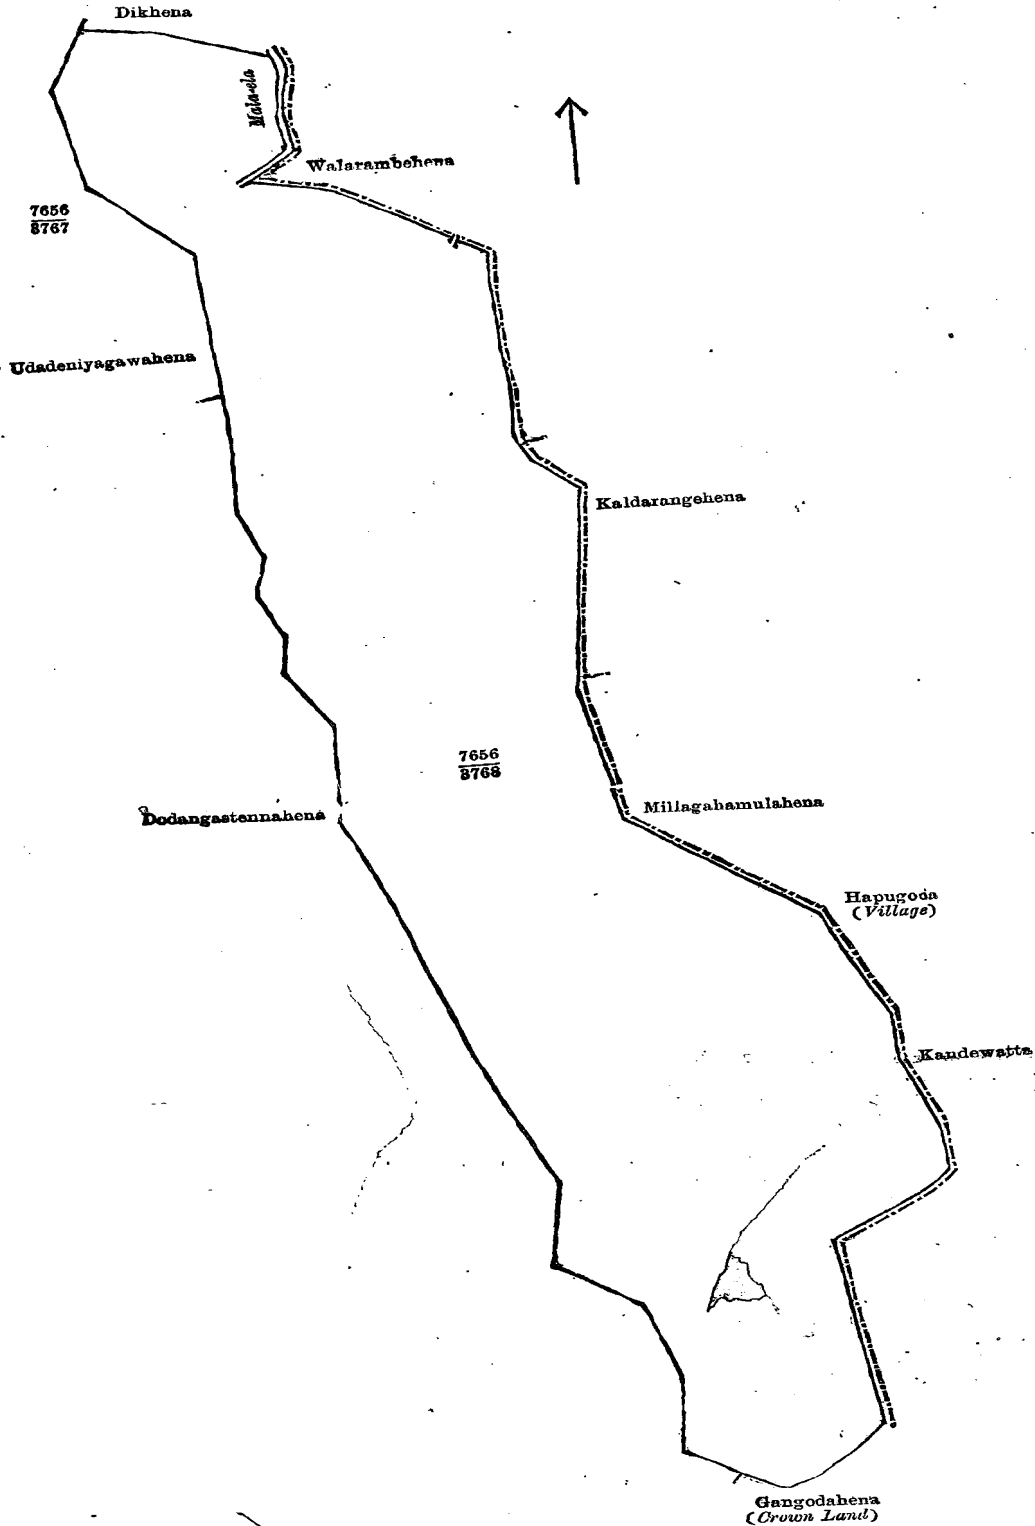 Dikhena
Mala-ela
Walarambehena
7656
8767
Udadeniyagawahena
Kaldarangehena
7656
8768
Millagahamulahena
Dodangastennahena
Hapugoda
(Village)
Kandewatta
Gangodahena
(Crown Land)